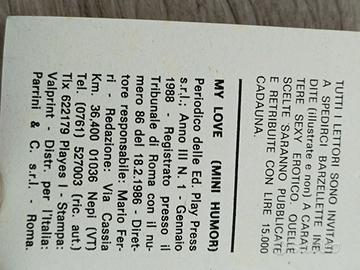 TUTTI I LETTORI SONO INVITATI
A SPEDIRCI BARZELLETTE INE-
DITE (illustrate e non) A CARAT-
TERE SEXY EROTICO QUELLE
SCELTE SARANNO PUBBLICATE
E RETRIBUITE CON LIRE 15.000
CADAUNA.
MY LOVE (MINI HUMOR)
Periodico delle Ed. Play Press
s.r.l.: Anno III N. 1 - Gennaio
1988 - Registrato presso il
Tribunale di Roma con il nu-
mero 86 del 18.2.1986 - Diret-
tore responsabile: Mario Fer-
ri - Redazione: Via Cassia
Km. 36,400 01036 Nepi (VT)
Tel. (0761) 527003 (ric. aut.)
Tlx 622179 Playes I - Stampa:
Valprint - Distr. per l'Italia:
Parrini & C. s.r.l. - Roma.